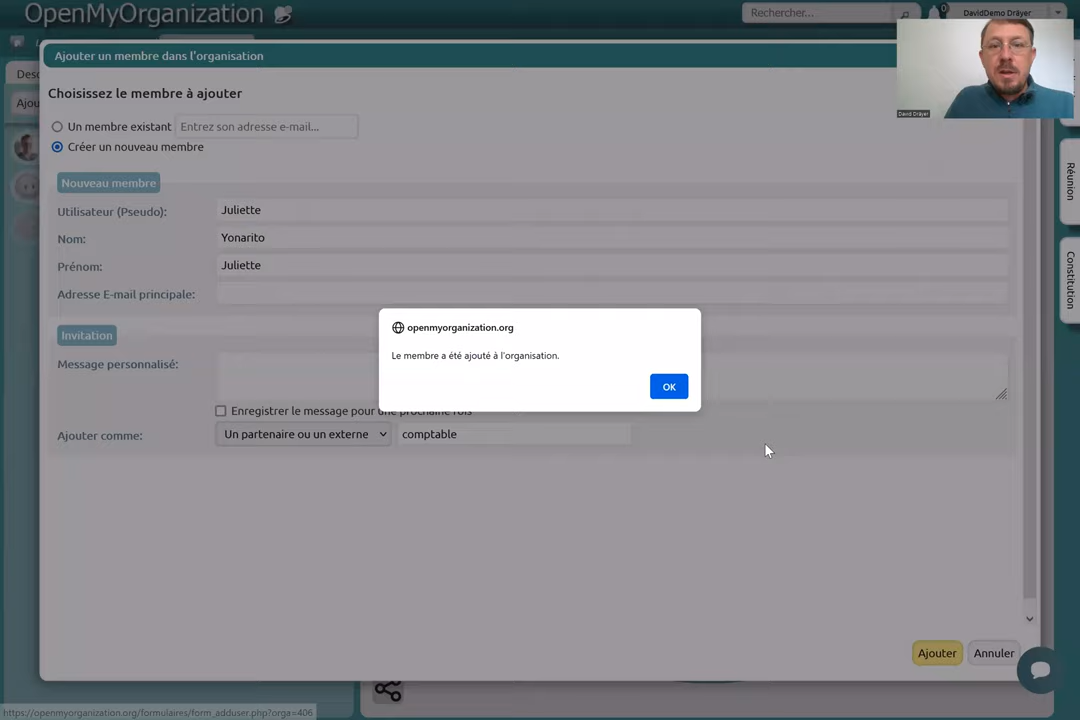 OpenMyOrganization
Rechercher...
0
DavidDemo Dräyer
Ajouter un membre dans l'organisation
Desc
Choisissez le membre à ajouter
Ajou
David Dräyer
Un membre existant
Entrez son adresse e-mail...
Créer un nouveau membre
Réunion
Nouveau membre
Utilisateur (Pseudo):
Juliette
Nom:
Yonarito
Prénom:
Juliette
Constitution
Adresse E-mail principale:
openmyorganization.org
Invitation
Le membre a été ajouté à l'organisation.
Message personnalisé:
OK
Enregistrer le message pour une prochaine fois
Ajouter comme:
Un partenaire ou un externe
comptable
Ajouter
Annuler
https://openmyorganization.org/formulaires/form_adduser.php?orga=406